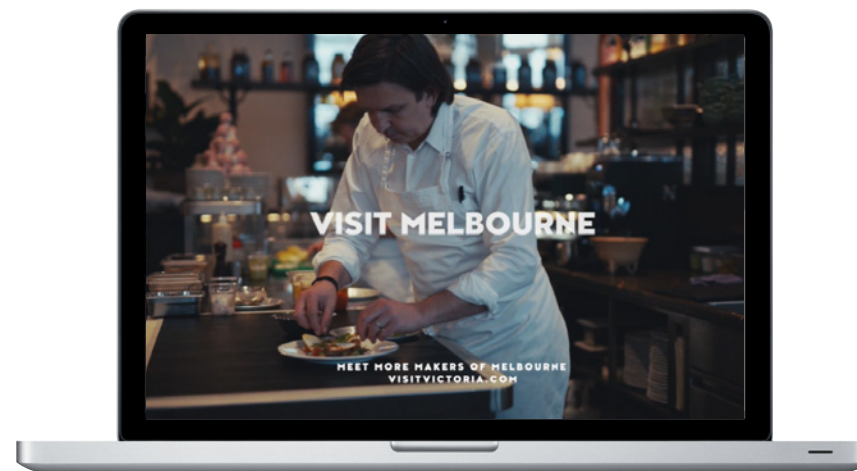 VISIT MELBOURNE
MEET MORE MAKERS OF MELBOURNE
VISITVICTORIA.COM